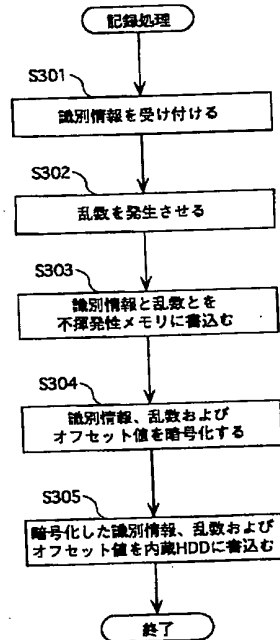 記録処理
S301
識別情報を受け付ける
S302
乱数を発生させる
S303
識別情報と乱数とを
不揮発性メモリに書込む
S304
識別情報、乱数および
オフセット値を暗号化する
S305
暗号化した識別情報、乱数および
オフセット値を内蔵HDDに書込む
終了